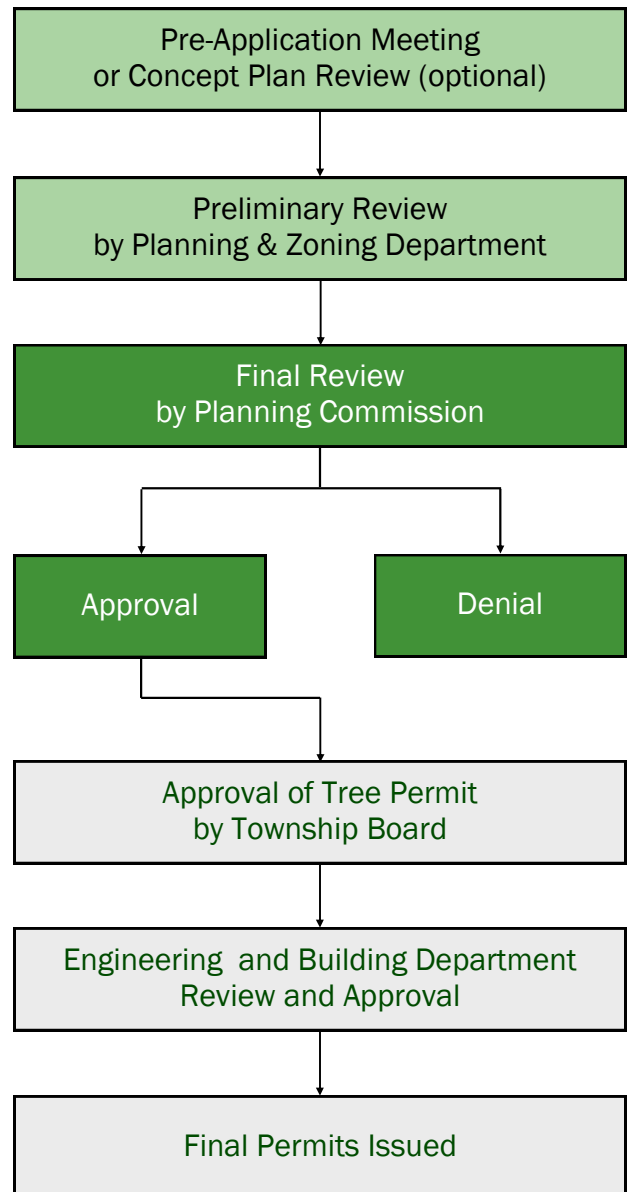 Pre-Application Meeting
or Concept Plan Review (optional)
Preliminary Review
by Planning & Zoning Department
Final Review
by Planning Commission
Approval
Denial
Approval of Tree Permit
by Township Board
Engineering and Building Department
Review and Approval
Final Permits Issued